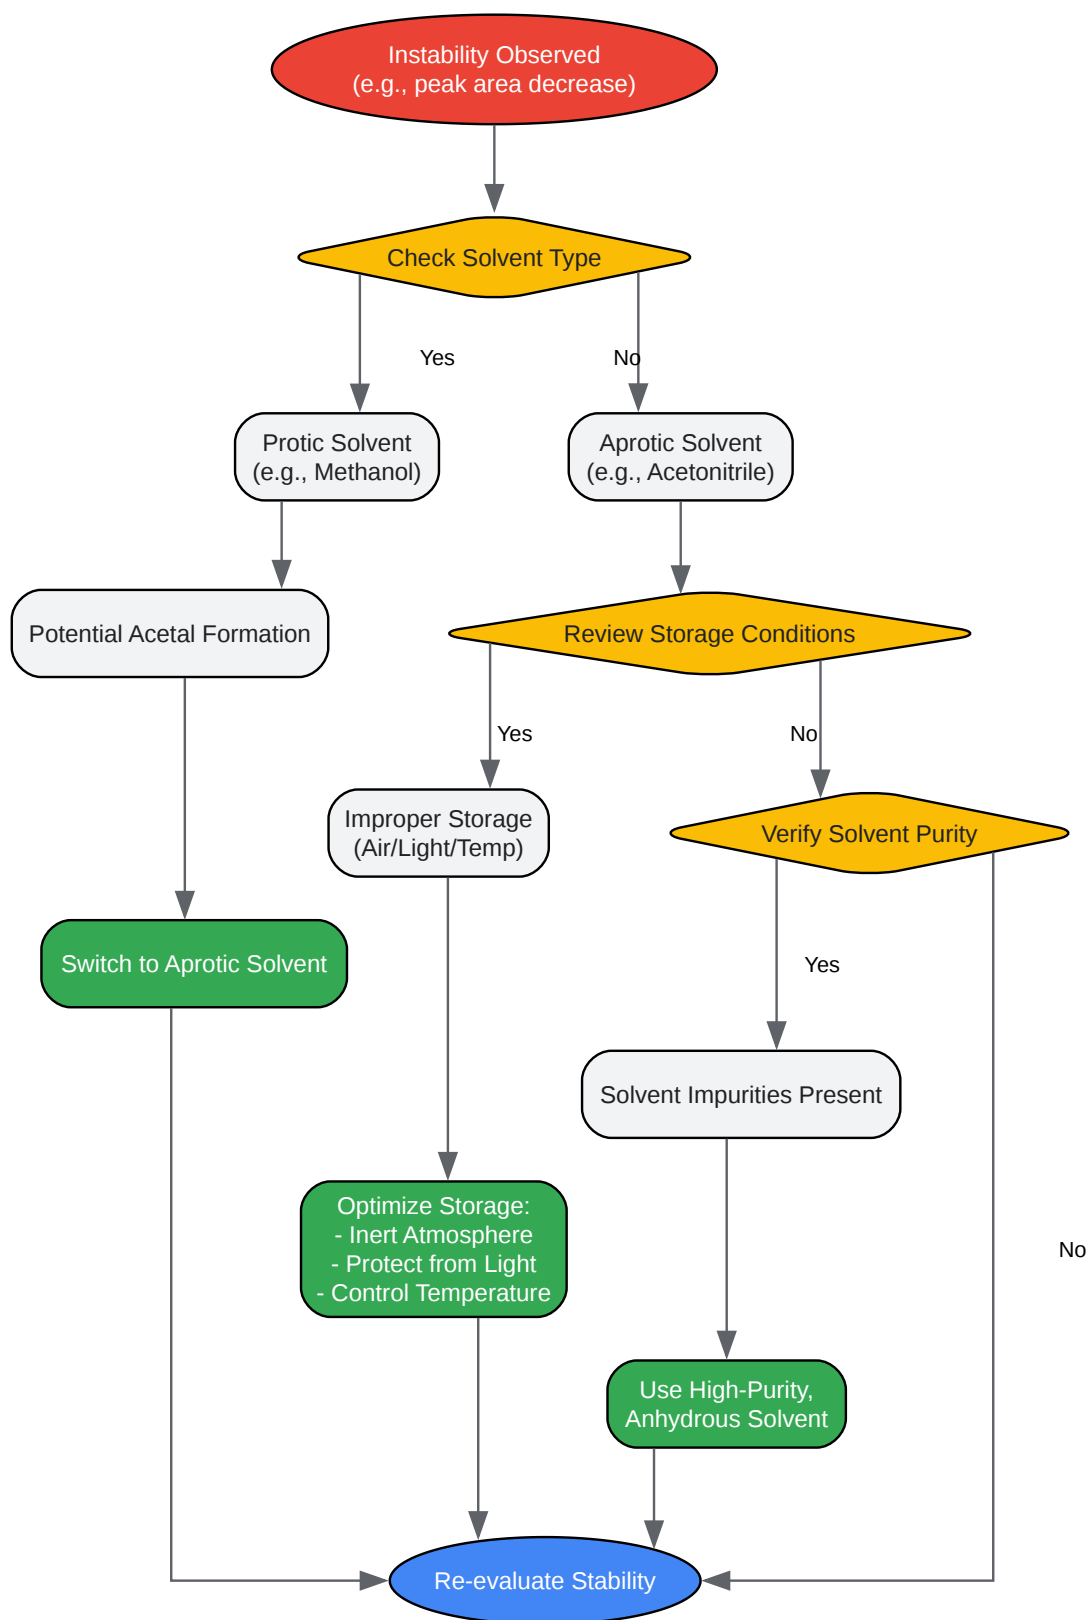 Instability Observed
(e.g., peak area decrease)
Check Solvent Type
Yes
No
Protic Solvent
(e.g., Methanol)
Aprotic Solvent
(e.g., Acetonitrile)
Potential Acetal Formation
Review Storage Conditions
Yes
No
Improper Storage
(Air/Light/Temp)
Verify Solvent Purity
Switch to Aprotic Solvent
Yes
Solvent Impurities Present
Optimize Storage:
- Inert Atmosphere
- Protect from Light
- Control Temperature
No
Use High-Purity,
Anhydrous Solvent
Re-evaluate Stability